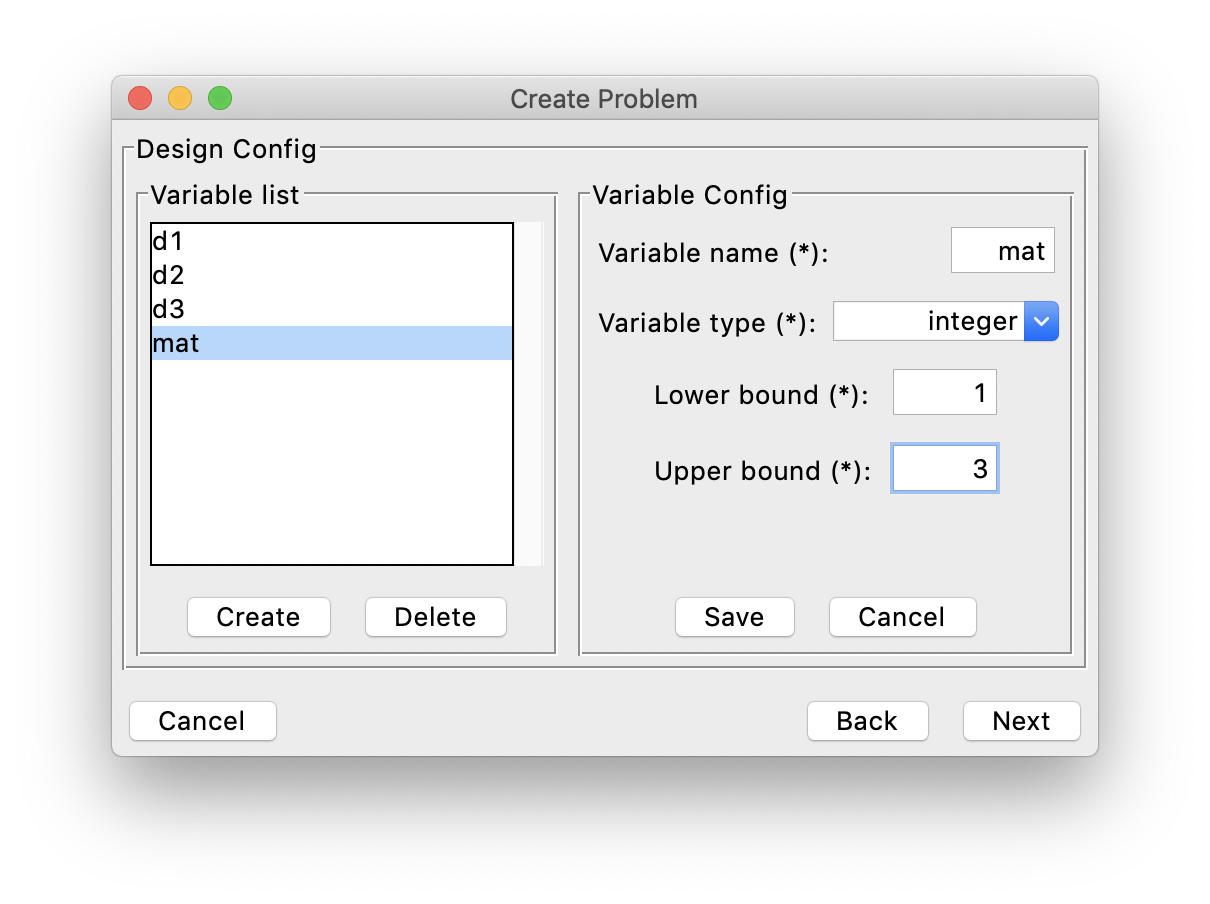 Create Problem
Design Config
Variable list
d1
d2
d3
mat
Create Delete
Variable Config
Variable name (*): mat
Variable type (*): integer
Lower bound (*): 1
Upper bound (*): 3
Save Cancel
Cancel Back Next